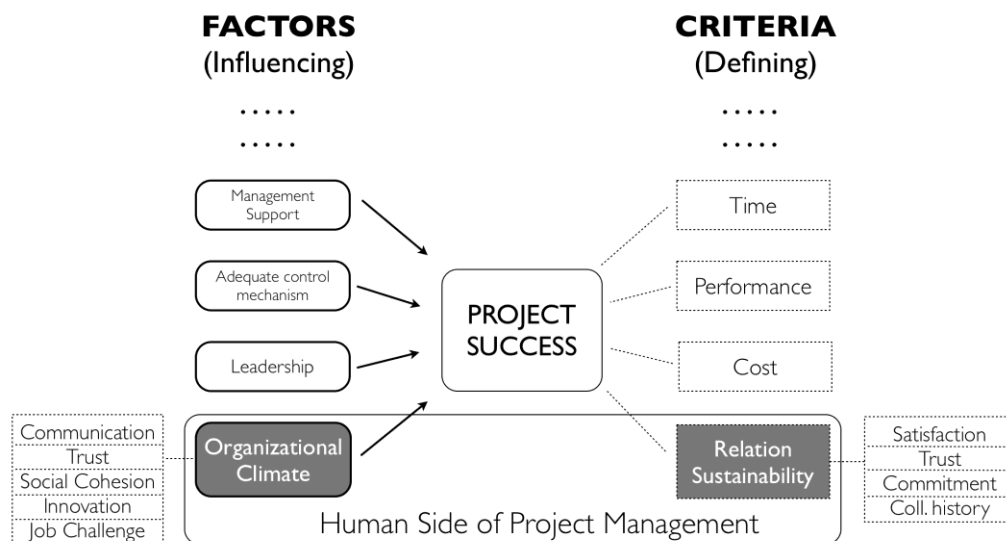 FACTORS
(Influencing)
.....
.....
Management
Support
Adequate control
mechanism
Leadership
Organizational
Climate
Communication
Trust
Social Cohesion
Innovation
Job Challenge
PROJECT
SUCCESS
CRITERIA
(Defining)
.....
.....
Time
Performance
Cost
Relation
Sustainability
Satisfaction
Trust
Commitment
Coll. history
Human Side of Project Management